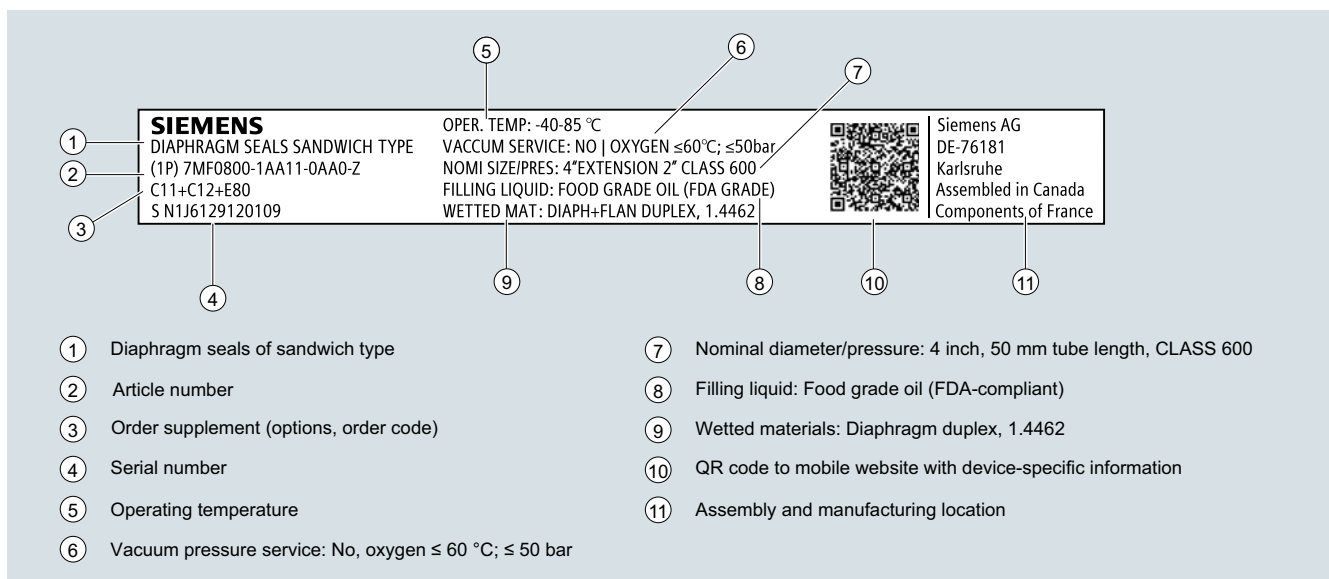 5
6
7
SIEMENS
1 DIAPHRAGM SEALS SANDWICH TYPE
2 (1P) 7MF0800-1AA11-0AA0-Z
C11+C12+E80
S N1J6129120109
3
4
OPER. TEMP: -40-85 °C
VACCUM SERVICE: NO | OXYGEN ≤60℃; ≤50bar
NOMI SIZE/PRES: 4"EXTENSION 2" CLASS 600
FILLING LIQUID: FOOD GRADE OIL (FDA GRADE)
WETTED MAT: DIAPH+FLAN DUPLEX, 1.4462
Siemens AG
DE-76181
Karlsruhe
Assembled in Canada
Components of France
9
8
10
11
1 Diaphragm seals of sandwich type
2 Article number
3 Order supplement (options, order code)
4 Serial number
5 Operating temperature
6 Vacuum pressure service: No, oxygen ≤ 60 °C; ≤ 50 bar
7 Nominal diameter/pressure: 4 inch, 50 mm tube length, CLASS 600
8 Filling liquid: Food grade oil (FDA-compliant)
9 Wetted materials: Diaphragm duplex, 1.4462
10 QR code to mobile website with device-specific information
11 Assembly and manufacturing location